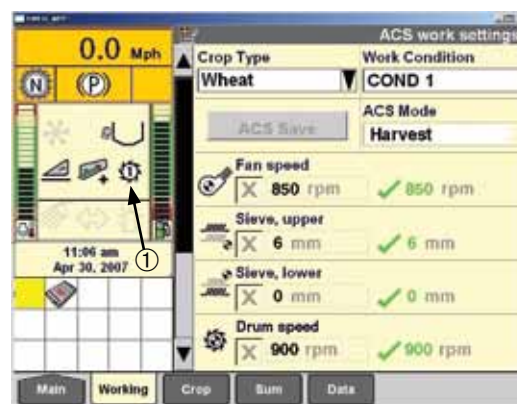 ACS work settings
0.0 Mph
N (P)
11:06 am
Apr 30, 2007
1
Crop Type
Work Condition
Wheat
COND 1
ACS Save
ACS Mode
Harvest
Fan speed
X 850 rpm
850 rpm
Sieve, upper
X 6 mm
6 mm
Sieve, lower
X 0 mm
0 mm
Drum speed
X 900 rpm
900 rpm
Main
Working
Crop
Sum
Data